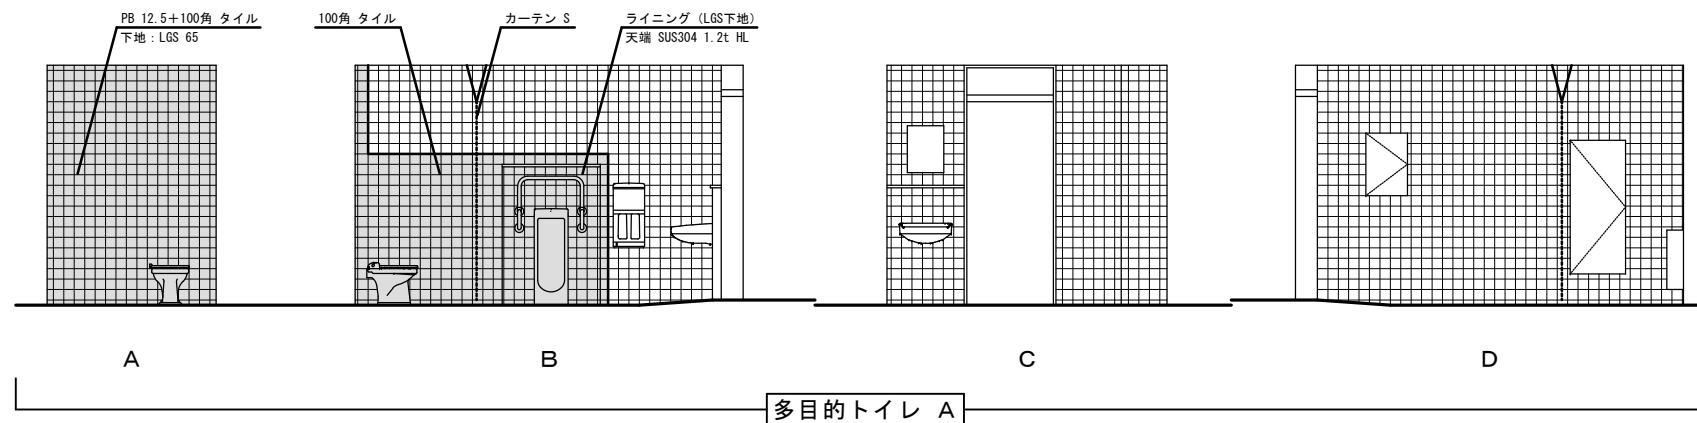 PB 12.5+100角 タイル
下地：LGS 65
100角 タイル
カーテン S
ライニング (LGS下地)
天端 SUS304 1.2t HL
A
B
C
D
多目的トイレ A